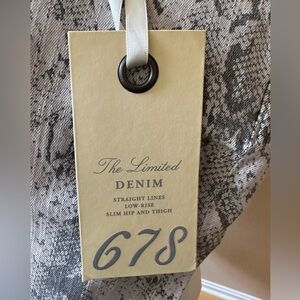 The Limited
DENIM
STRAIGHT LINES
LOW-RISE
SLIM HIP AND THIGH
678